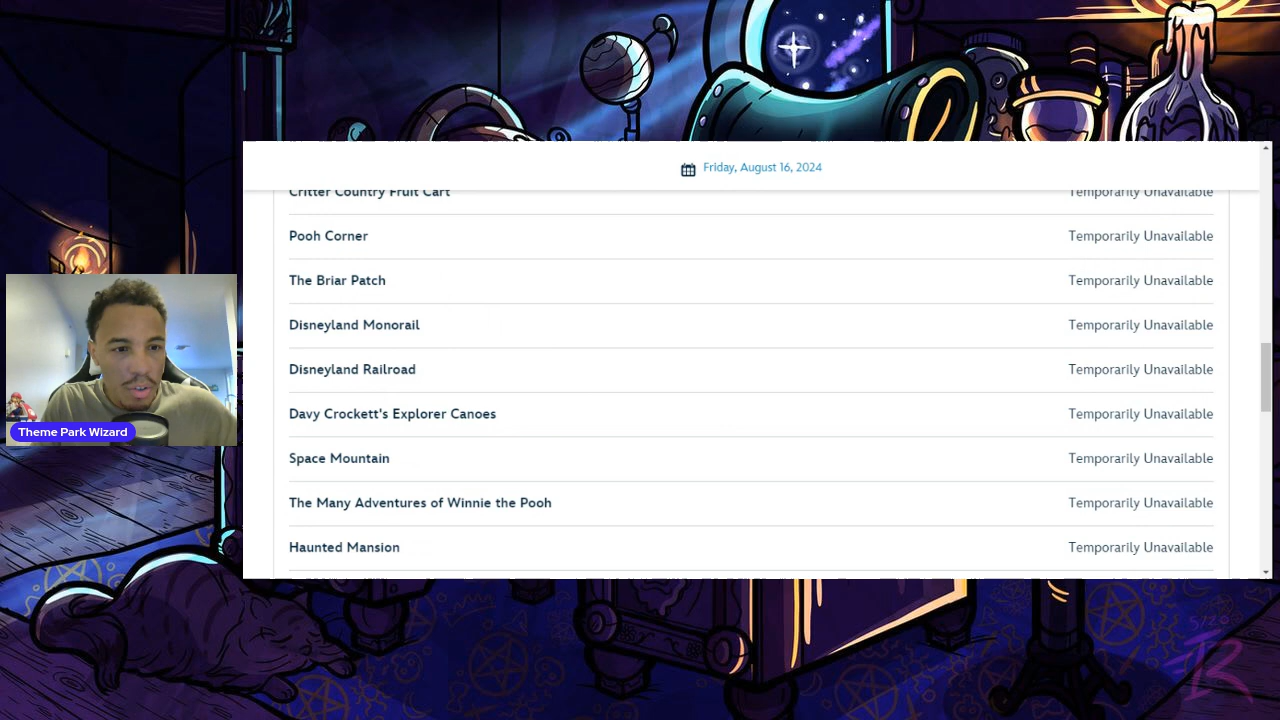 Friday, August 16, 2024
Critter Country Fruit Cart Temporarily Unavailable
Pooh Corner Temporarily Unavailable
The Briar Patch Temporarily Unavailable
Disneyland Monorail Temporarily Unavailable
Disneyland Railroad Temporarily Unavailable
Davy Crockett's Explorer Canoes Temporarily Unavailable
Space Mountain Temporarily Unavailable
The Many Adventures of Winnie the Pooh Temporarily Unavailable
Haunted Mansion Temporarily Unavailable
Theme Park Wizard